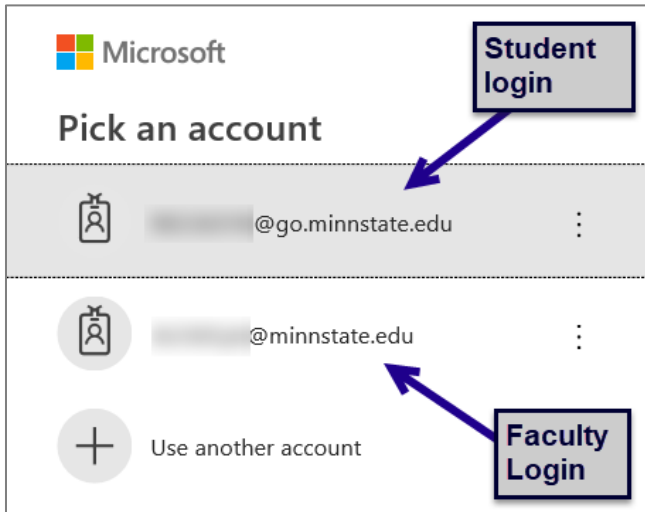 Microsoft
Student
login
Pick an account
@go.minnstate.edu
@minnstate.edu
Use another account
Faculty
Login